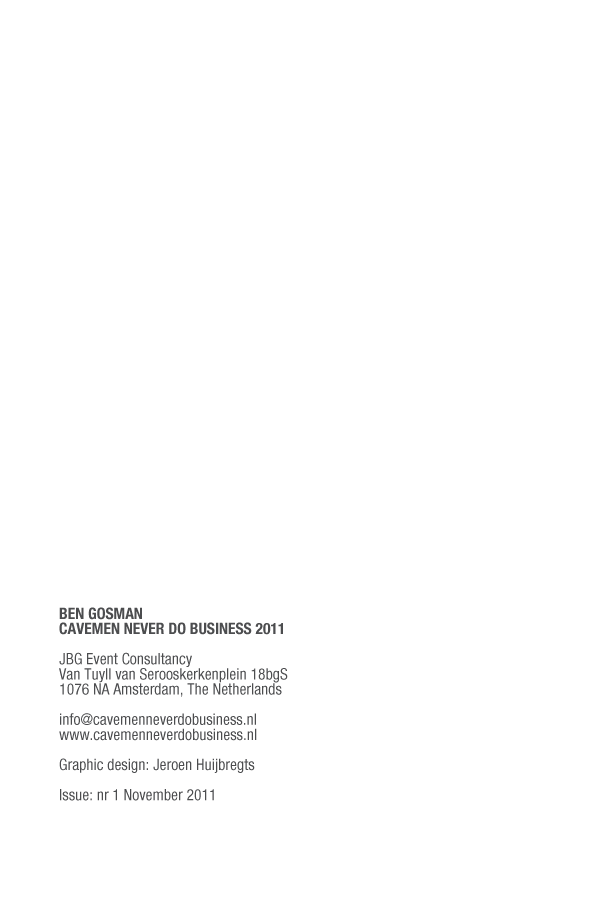 BEN GOSMAN
CAVEMEN NEVER DO BUSINESS 2011
JBG Event Consultancy
Van Tuyll van Serooskerkenplein 18bgS
1076 NA Amsterdam, The Netherlands
info@cavemenneverdobusiness.nl
www.cavemenneverdobusiness.nl
Graphic design: Jeroen Huijbregts
Issue: nr 1 November 2011